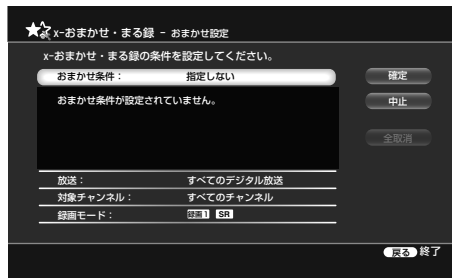 x-おまかせ・まる録 － おまかせ設定
x-おまかせ・まる録の条件を設定してください。
おまかせ条件： 指定しない 確定
おまかせ条件が設定されていません。 中止
全取消
放送： すべてのデジタル放送
対象チャンネル： すべてのチャンネル
録画モード： 録画1 SR
戻る 終了